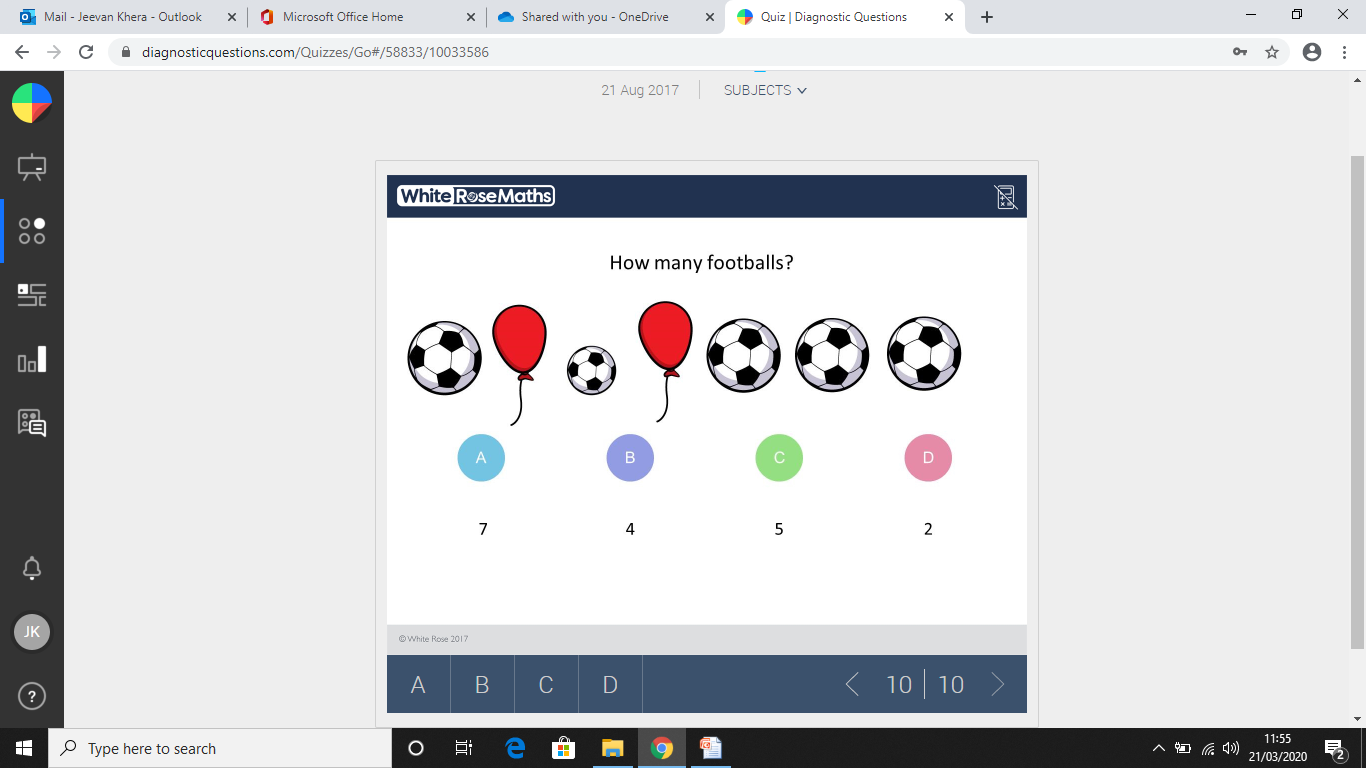 Mail - Jeevan Khera - Outlook
Microsoft Office Home
Shared with you - OneDrive
Quiz | Diagnostic Questions
diagnosticquestions.com/Quizzes/Go#/58833/10033586
21 Aug 2017
SUBJECTS
White Rose Maths
How many footballs?
A B C D
7 4 5 2
© White Rose 2017
A B C D
10 | 10
JK
?
Type here to search
11:55
21/03/2020
2